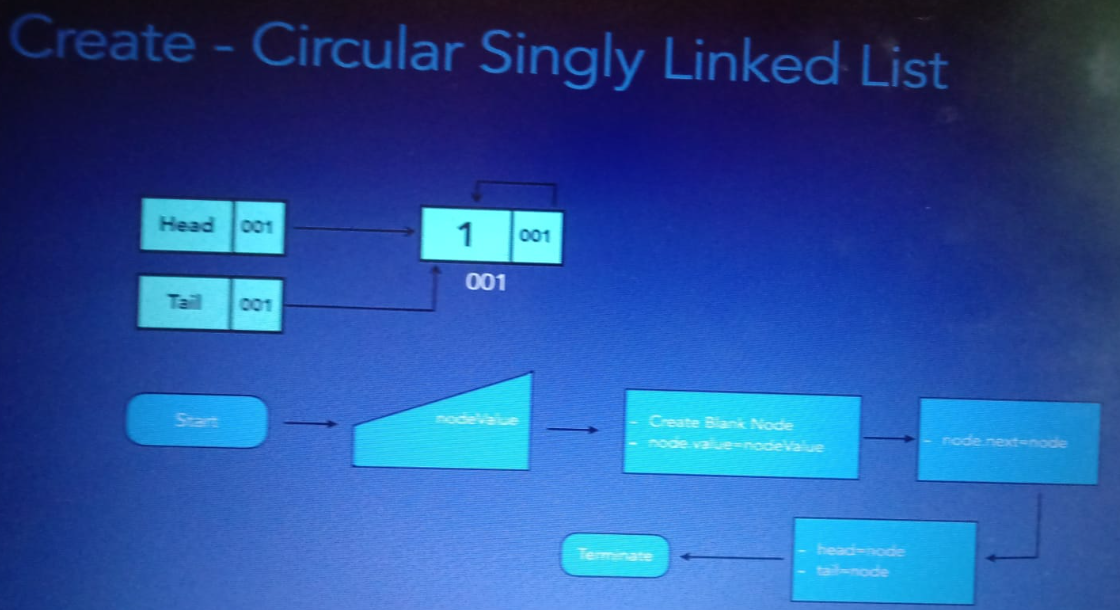 Create - Circular Singly Linked List
Head 001
1 001
001
Tail 001
Start
nodeValue
- Create Blank Node
- node.value=nodeValue
- node.next=node
- head=node
- tail=node
Terminate